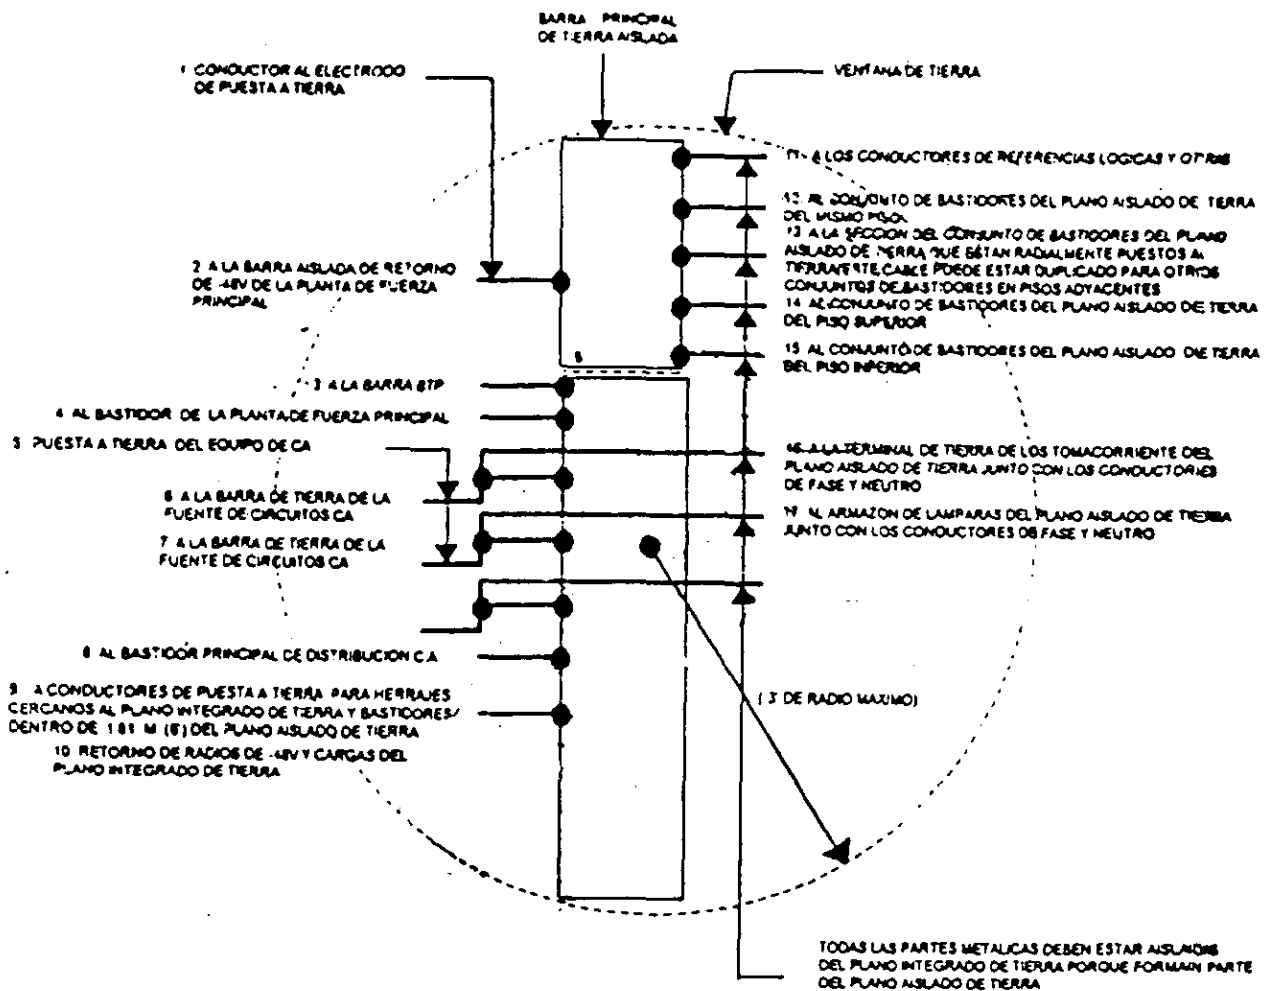 BARRA PRINCIPAL
DE TIERRA AISLADA
1 CONDUCTOR AL ELECTRODO
DE PUESTA A TIERRA
VENTANA DE TIERRA
11 A LOS CONDUCTORES DE REFERENCIAS LOGICAS Y OTRAS
12 AL CONJUNTO DE BASTIDORES DEL PLANO AISLADO DE TIERRA
DEL MISMO PISO.
13 A LA SECCION DEL CONJUNTO DE BASTIDORES DEL PLANO
AISLADO DE TIERRA QUE ESTAN RADIALMENTE PUESTOS A
TIERRA CABLE PUEDE ESTAR DUPLICADO PARA OTROS
CONJUNTOS DE BASTIDORES EN PISOS ADYACENTES
14 AL CONJUNTO DE BASTIDORES DEL PLANO AISLADO DE TIERRA
DEL PISO SUPERIOR
15 AL CONJUNTO DE BASTIDORES DEL PLANO AISLADO DE TIERRA
DEL PISO INFERIOR
2 A LA BARRA AISLADA DE RETORNO
DE -48V DE LA PLANTA DE FUERZA
PRINCIPAL
3 A LA BARRA BTP
4 AL BASTIDOR DE LA PLANTA DE FUERZA PRINCIPAL
5 PUESTA A TIERRA DEL EQUIPO DE CA
6 A LA BARRA DE TIERRA DE LA
FUENTE DE CIRCUITOS CA
7 A LA BARRA DE TIERRA DE LA
FUENTE DE CIRCUITOS CA
16 A LA TERMINAL DE TIERRA DE LOS TOMACORRIENTE DEL
PLANO AISLADO DE TIERRA JUNTO CON LOS CONDUCTORES
DE FASE Y NEUTRO
17 AL ARMAZON DE LAMPARAS DEL PLANO AISLADO DE TIERRA
JUNTO CON LOS CONDUCTORES DE FASE Y NEUTRO
8 AL BASTIDOR PRINCIPAL DE DISTRIBUCION C.A
9 A CONDUCTORES DE PUESTA A TIERRA PARA HERRAJES
CERCANOS AL PLANO INTEGRADO DE TIERRA Y BASTIDORES
DENTRO DE M (6') DEL PLANO AISLADO DE TIERRA
10 RETORNO DE RADIOS DE -48V Y CARGAS DEL
PLANO INTEGRADO DE TIERRA
(3' DE RADIO MAXIMO)
TODAS LAS PARTES METALICAS DEBEN ESTAR AISLADAS
DEL PLANO INTEGRADO DE TIERRA PORQUE FORMAN PARTE
DEL PLANO AISLADO DE TIERRA